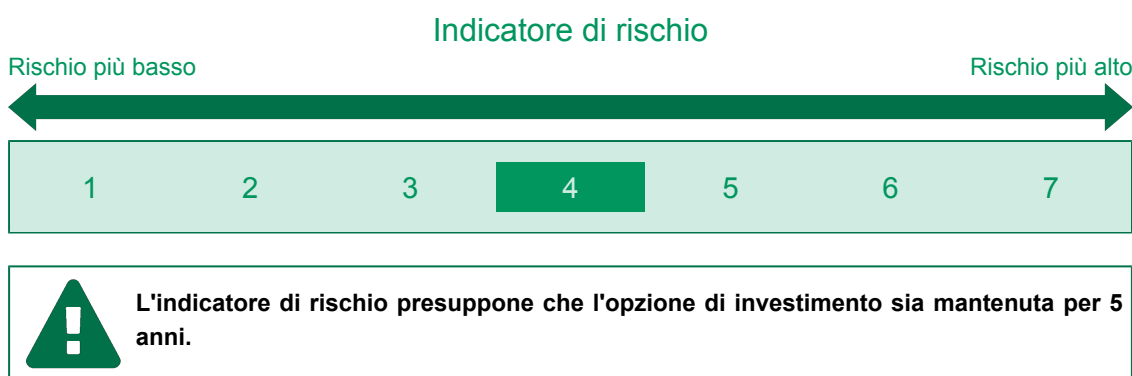 Indicatore di rischio
Rischio più basso Rischio più alto
1 2 3 4 5 6 7
L'indicatore di rischio presuppone che l'opzione di investimento sia mantenuta per 5
anni.